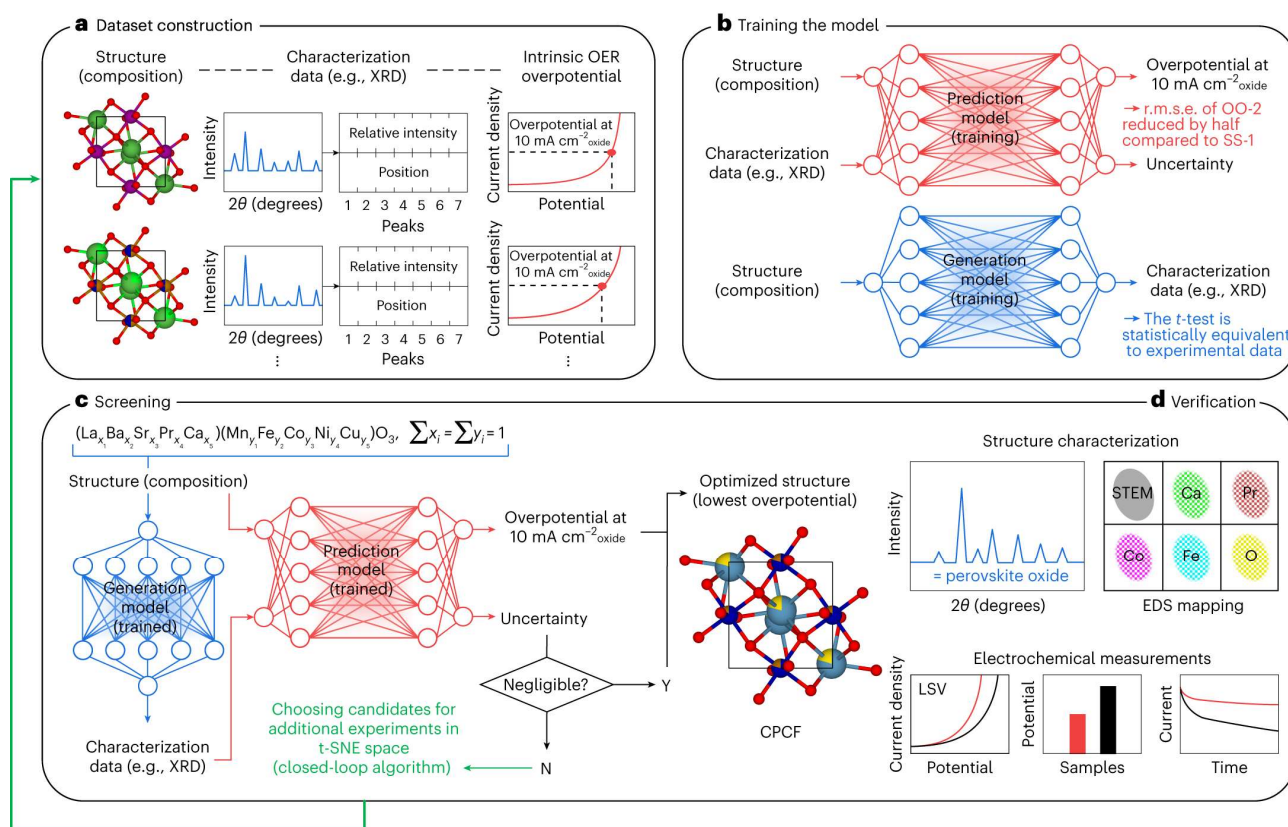 a Dataset construction
Structure
(composition)
Characterization
data (e.g., XRD)
Intrinsic OER
overpotential
Intensity
2θ (degrees)
Relative intensity
Position
1 2 3 4 5 6 7
Peaks
Current density
Overpotential at
10 mA cm⁻²oxide
Potential
Intensity
2θ (degrees)
⋮
Relative intensity
Position
1 2 3 4 5 6 7
Peaks
Current density
Overpotential at
10 mA cm⁻²oxide
Potential
⋮
b Training the model
Structure
(composition)
Characterization
data (e.g., XRD)
Prediction
model
(training)
Overpotential at
10 mA cm⁻²oxide
→ r.m.s.e. of OO-2
reduced by half
compared to SS-1
Uncertainty
Structure
(composition)
Generation
model
(training)
Characterization
data (e.g., XRD)
→ The t-test is
statistically equivalent
to experimental data
c Screening
(Lax₁Bax₂Srx₃Prx₄Cax₅)(Mny₁Fey₂Coy₃Niy₄Cuy₅)O₃, ∑xᵢ = ∑yᵢ = 1
Structure (composition)
Generation
model
(trained)
Characterization
data (e.g., XRD)
Prediction
model
(trained)
Overpotential at
10 mA cm⁻²oxide
Uncertainty
Negligible?
Y
N
Choosing candidates for
additional experiments in
t-SNE space
(closed-loop algorithm)
Optimized structure
(lowest overpotential)
CPCF
d Verification
Structure characterization
Intensity
= perovskite oxide
2θ (degrees)
STEM Ca Pr
Co Fe O
EDS mapping
Electrochemical measurements
Current density
LSV
Potential
Potential
Samples
Current
Time